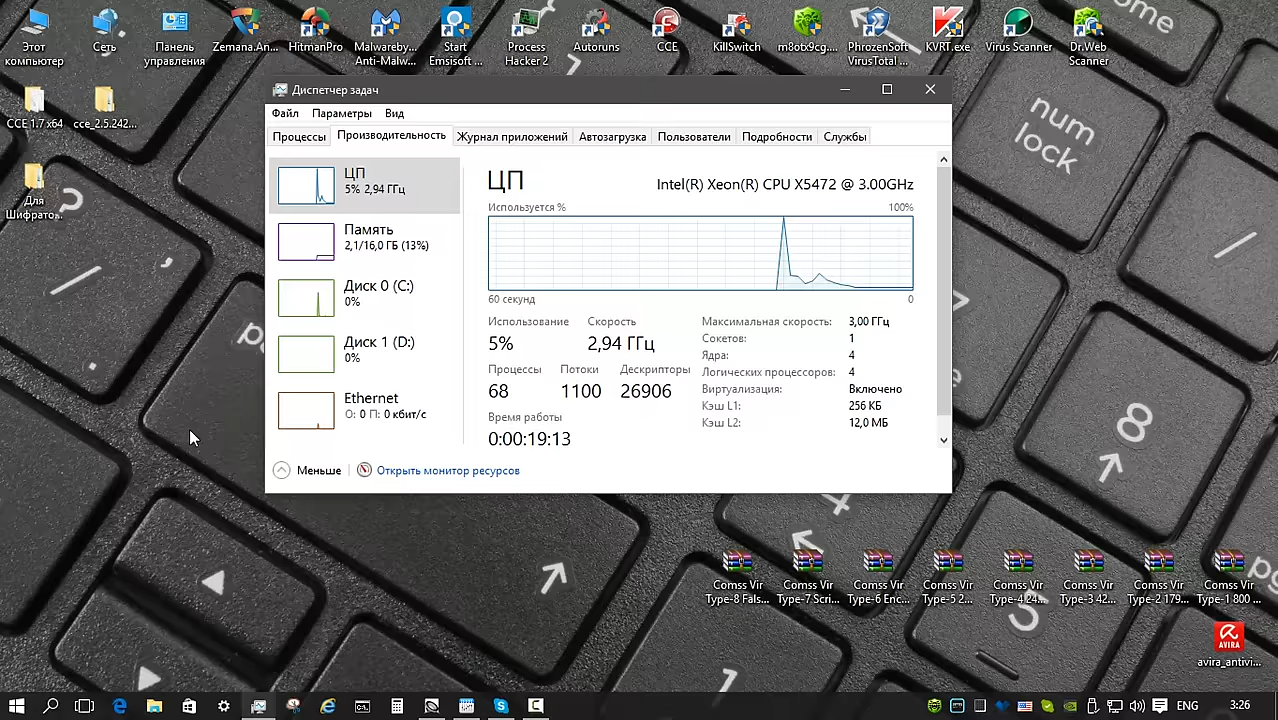 Этот
компьютер
Сеть
Панель
управления
Zemana.An...
HitmanPro
Malwareby...
Anti-Malw...
Start
Emsisoft ...
Process
Hacker 2
Autoruns
CCE
KillSwitch
m8otx9cg....
PhrozenSoft
VirusTotal ...
KVRT.exe
Virus Scanner
Dr.Web
Scanner
CCE 1.7 x64
cce_2.5.242...
Для
Шифрато...
Диспетчер задач
Файл Параметры Вид
Процессы Производительность Журнал приложений Автозагрузка Пользователи Подробности Службы
ЦП
5% 2,94 ГГц
Память
2,1/16,0 ГБ (13%)
Диск 0 (C:)
0%
Диск 1 (D:)
0%
Ethernet
О: 0 П: 0 кбит/с
ЦП
Intel(R) Xeon(R) CPU X5472 @ 3.00GHz
Используется % 100%
60 секунд 0
Использование Скорость
5% 2,94 ГГц
Процессы Потоки Дескрипторы
68 1100 26906
Время работы
0:00:19:13
Максимальная скорость: 3,00 ГГц
Сокетов: 1
Ядра: 4
Логических процессоров: 4
Виртуализация: Включено
Кэш L1: 256 КБ
Кэш L2: 12,0 МБ
Меньше
Открыть монитор ресурсов
num
lock
8
Comss Vir
Type-8 Fals...
Comss Vir
Type-7 Scri...
Comss Vir
Type-6 Enc...
Comss Vir
Type-5 2...
Comss Vir
Type-4 24...
Comss Vir
Type-3 42...
Comss Vir
Type-2 179...
Comss Vir
Type-1 800 ...
AVIRA
avira_antivi...
ENG
3:26